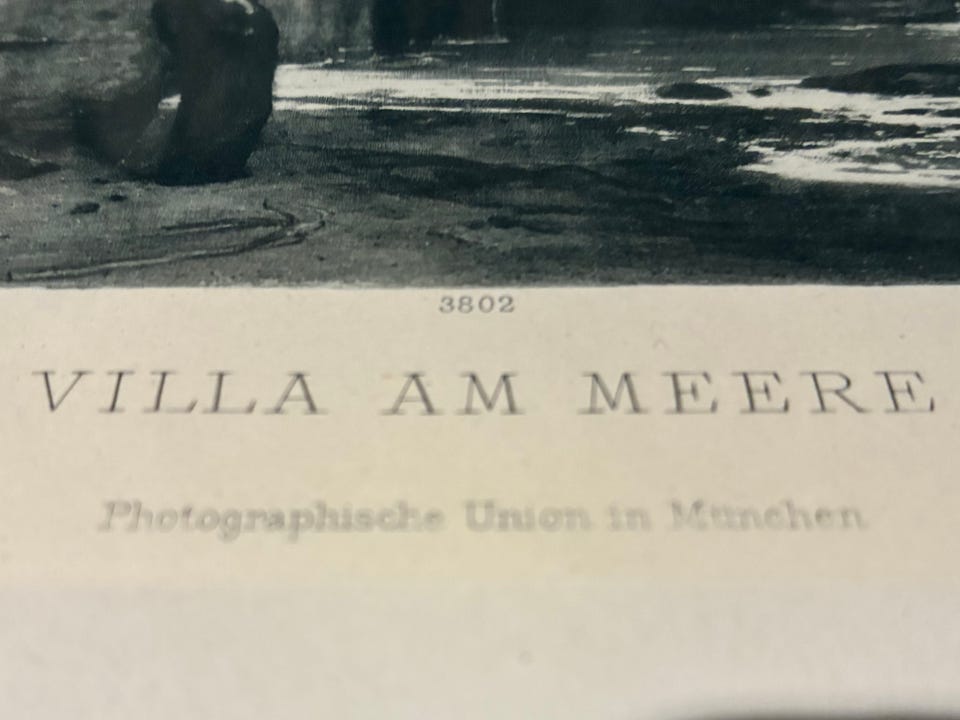 3802
VILLA AM MEERE
Photographische Union in München